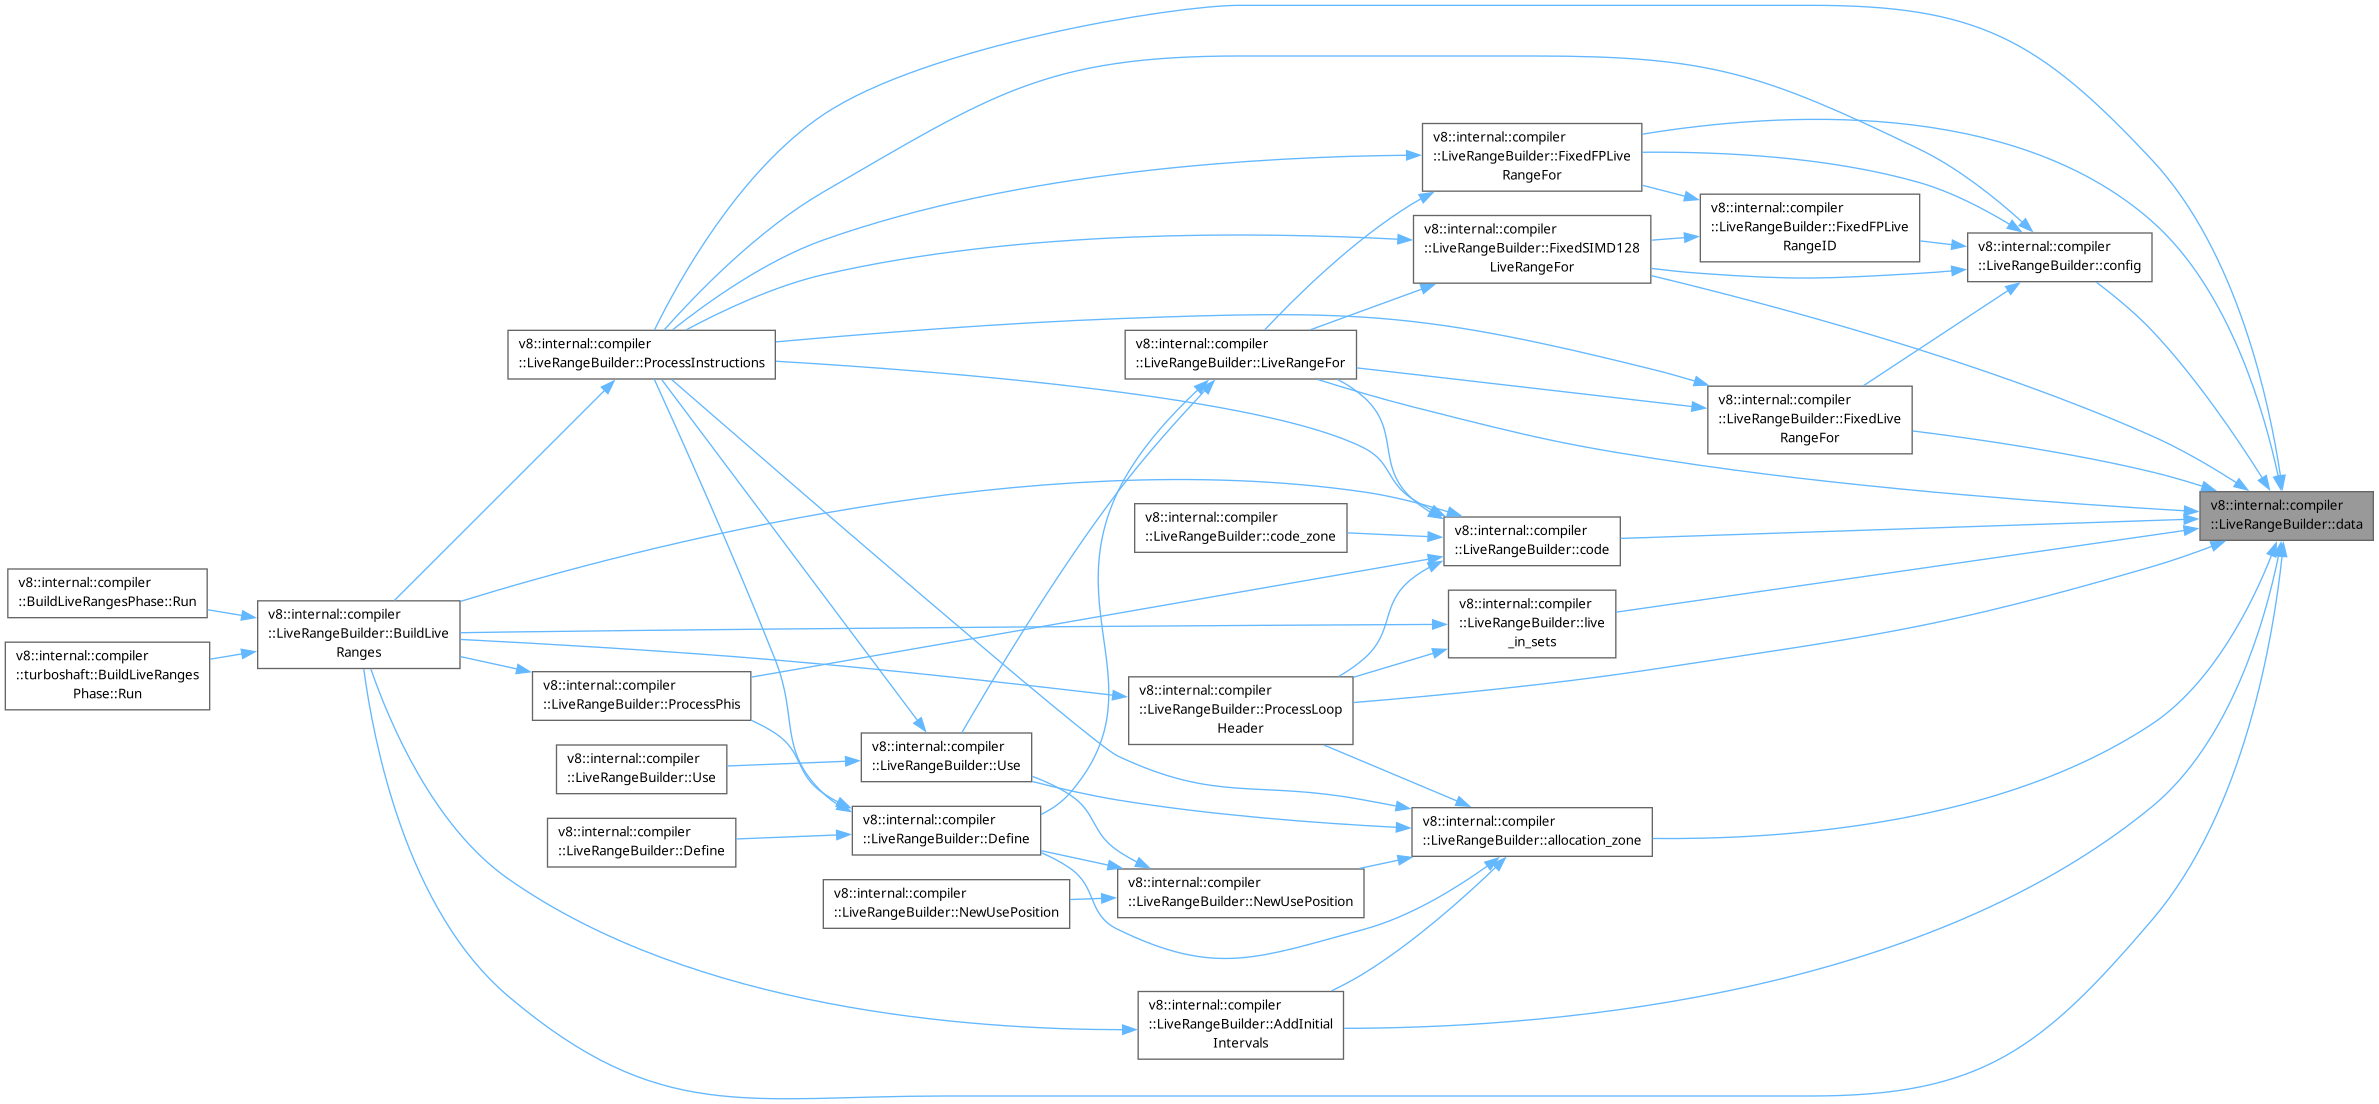 v8::internal::compiler
::LiveRangeBuilder::FixedFPLive
RangeFor
v8::internal::compiler
::LiveRangeBuilder::FixedFPLive
RangeID
v8::internal::compiler
::LiveRangeBuilder::FixedSIMD128
LiveRangeFor
v8::internal::compiler
::LiveRangeBuilder::config
v8::internal::compiler
::LiveRangeBuilder::ProcessInstructions
v8::internal::compiler
::LiveRangeBuilder::LiveRangeFor
v8::internal::compiler
::LiveRangeBuilder::FixedLive
RangeFor
v8::internal::compiler
::LiveRangeBuilder::data
v8::internal::compiler
::LiveRangeBuilder::code_zone
v8::internal::compiler
::LiveRangeBuilder::code
v8::internal::compiler
::BuildLiveRangesPhase::Run
v8::internal::compiler
::LiveRangeBuilder::BuildLive
Ranges
v8::internal::compiler
::LiveRangeBuilder::live
_in_sets
v8::internal::compiler
::turboshaft::BuildLiveRanges
Phase::Run
v8::internal::compiler
::LiveRangeBuilder::ProcessPhis
v8::internal::compiler
::LiveRangeBuilder::ProcessLoop
Header
v8::internal::compiler
::LiveRangeBuilder::Use
v8::internal::compiler
::LiveRangeBuilder::Use
v8::internal::compiler
::LiveRangeBuilder::Define
v8::internal::compiler
::LiveRangeBuilder::Define
v8::internal::compiler
::LiveRangeBuilder::allocation_zone
v8::internal::compiler
::LiveRangeBuilder::NewUsePosition
v8::internal::compiler
::LiveRangeBuilder::NewUsePosition
v8::internal::compiler
::LiveRangeBuilder::AddInitial
Intervals